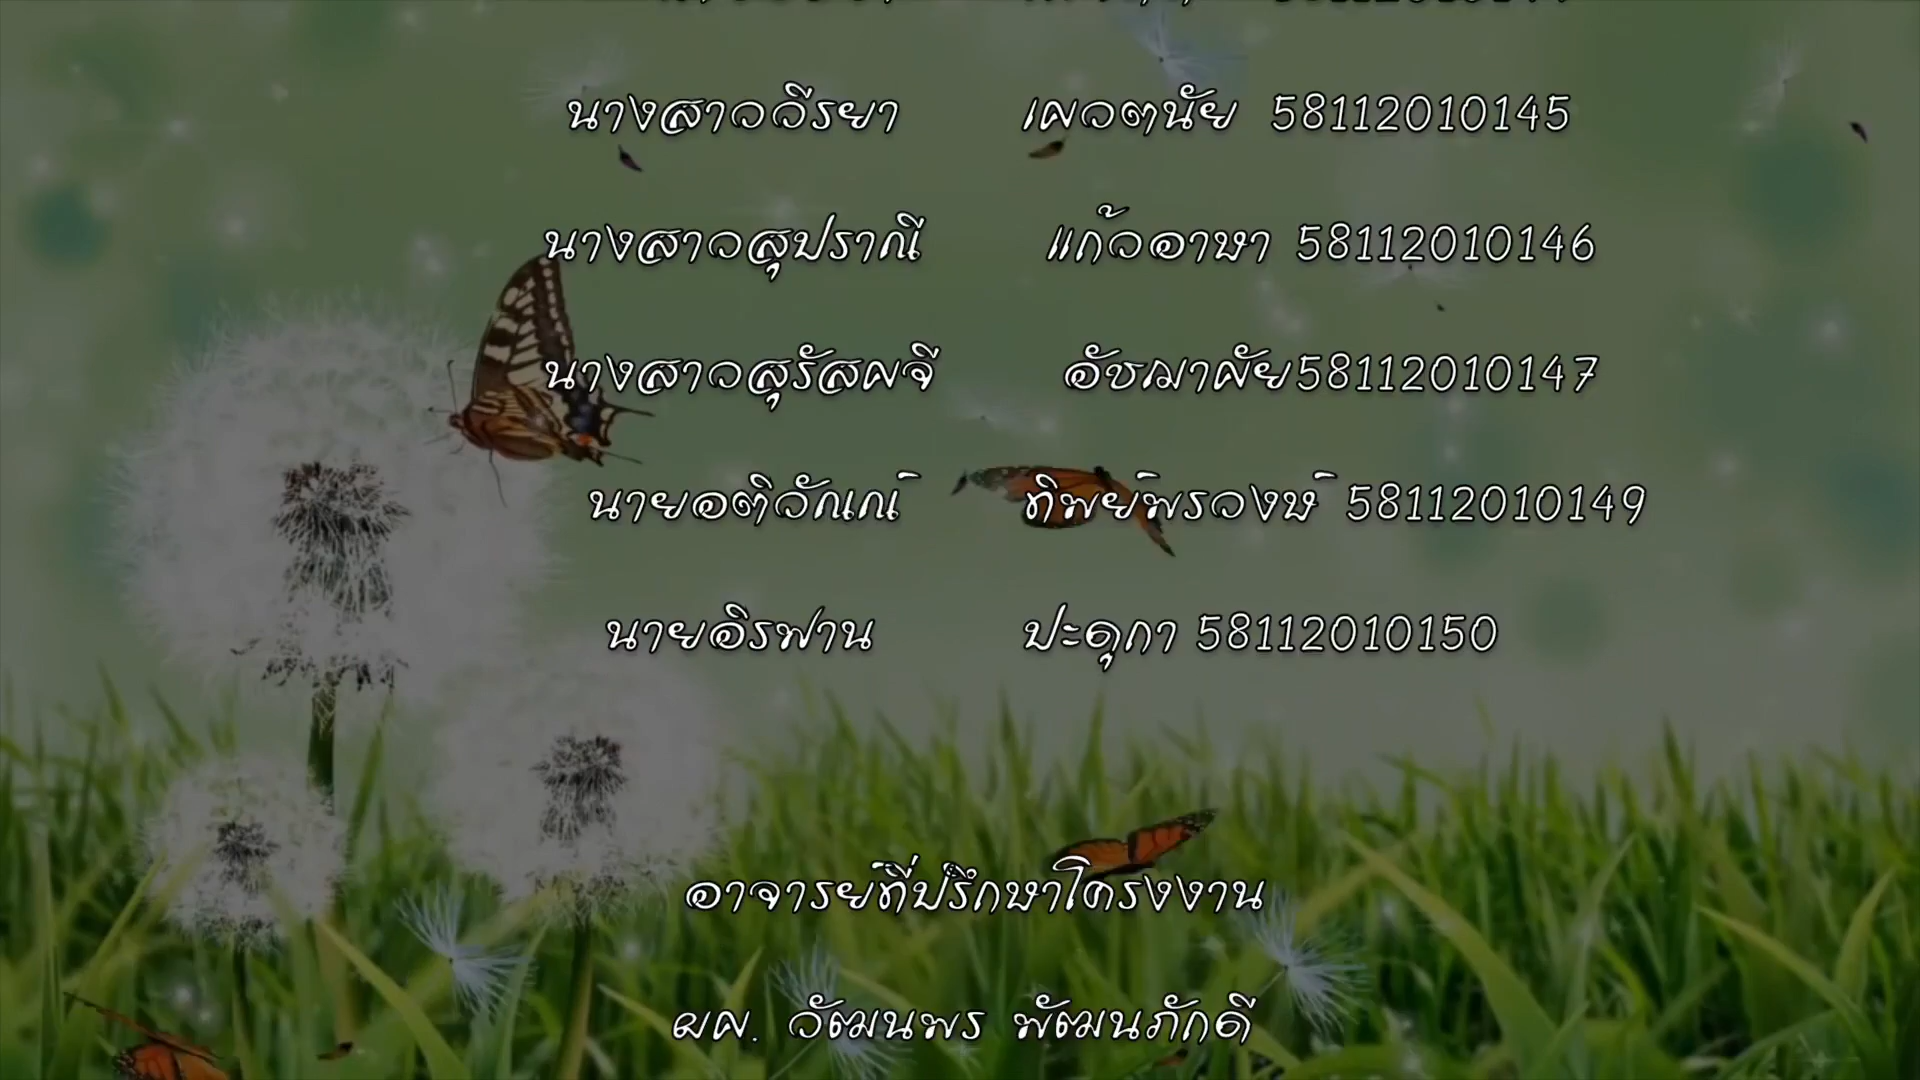 นางสาววีรยา เผวตนัย 58112010145
นางสาวสุปราณี แก้วอาษา 58112010146
นางสาวสุรัสผจี อัชฌาผัย58112010147
นายอติวัณณ์ ทิพย์พรวงษ์ 58112010149
นายอิรฟาน ปะดุกา 58112010150
อาจารย์ที่ปรึกษาโครงงาน
ผศ. วัฒนพร พัฒนภักดี